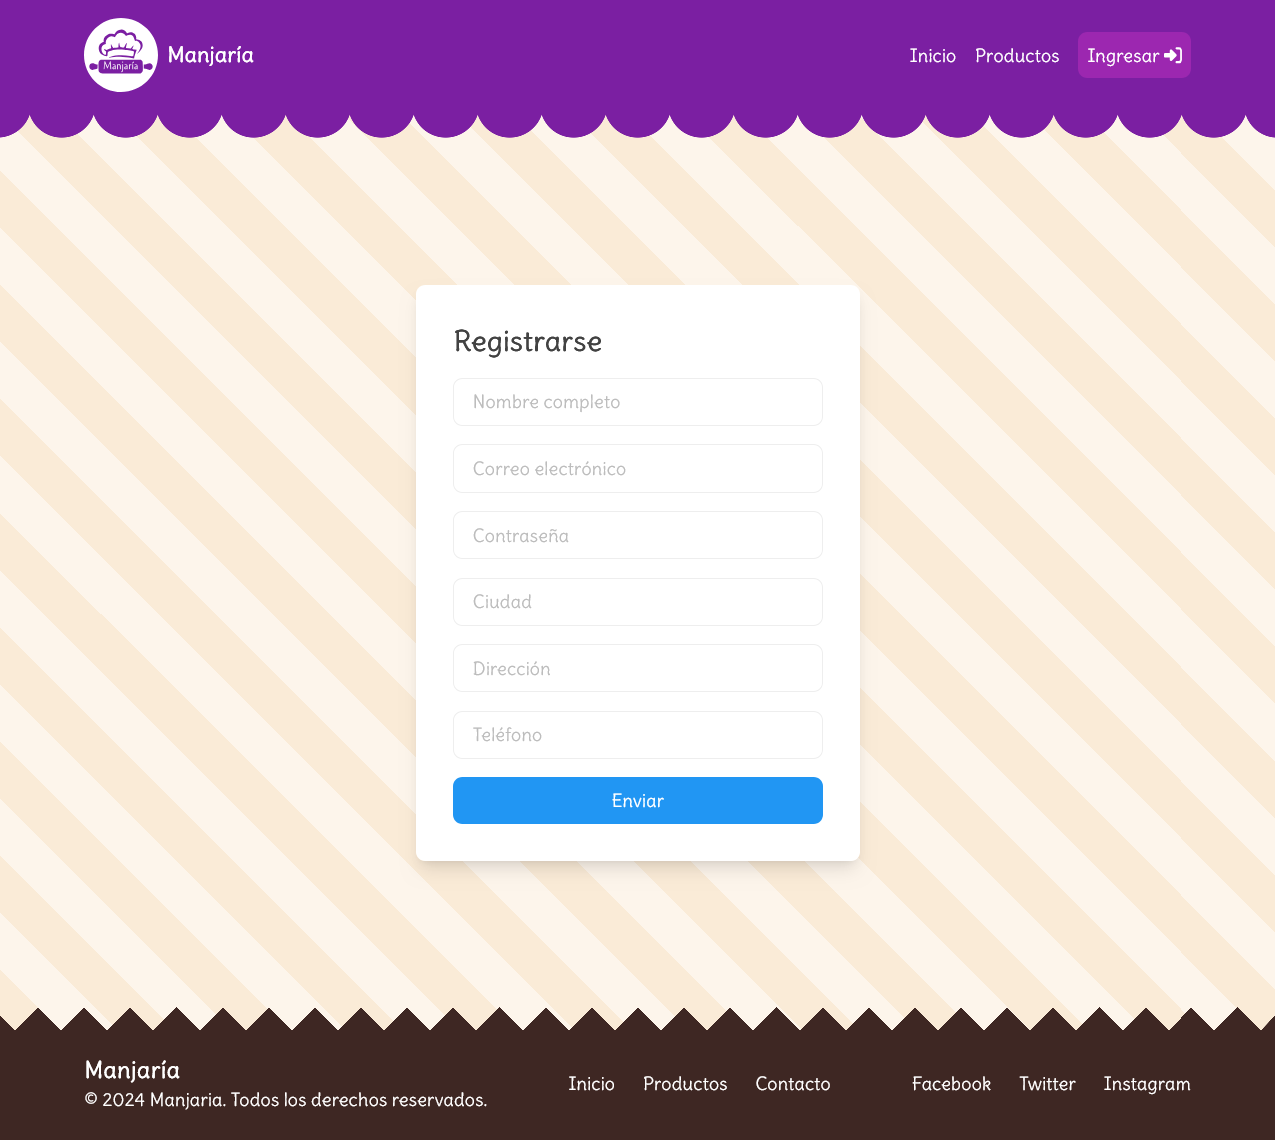 Manjaría
Manjaría
Inicio Productos Ingresar
Registrarse
Nombre completo
Correo electrónico
Contraseña
Ciudad
Dirección
Teléfono
Enviar
Manjaría
© 2024 Manjaria. Todos los derechos reservados.
Inicio Productos Contacto
Facebook Twitter Instagram